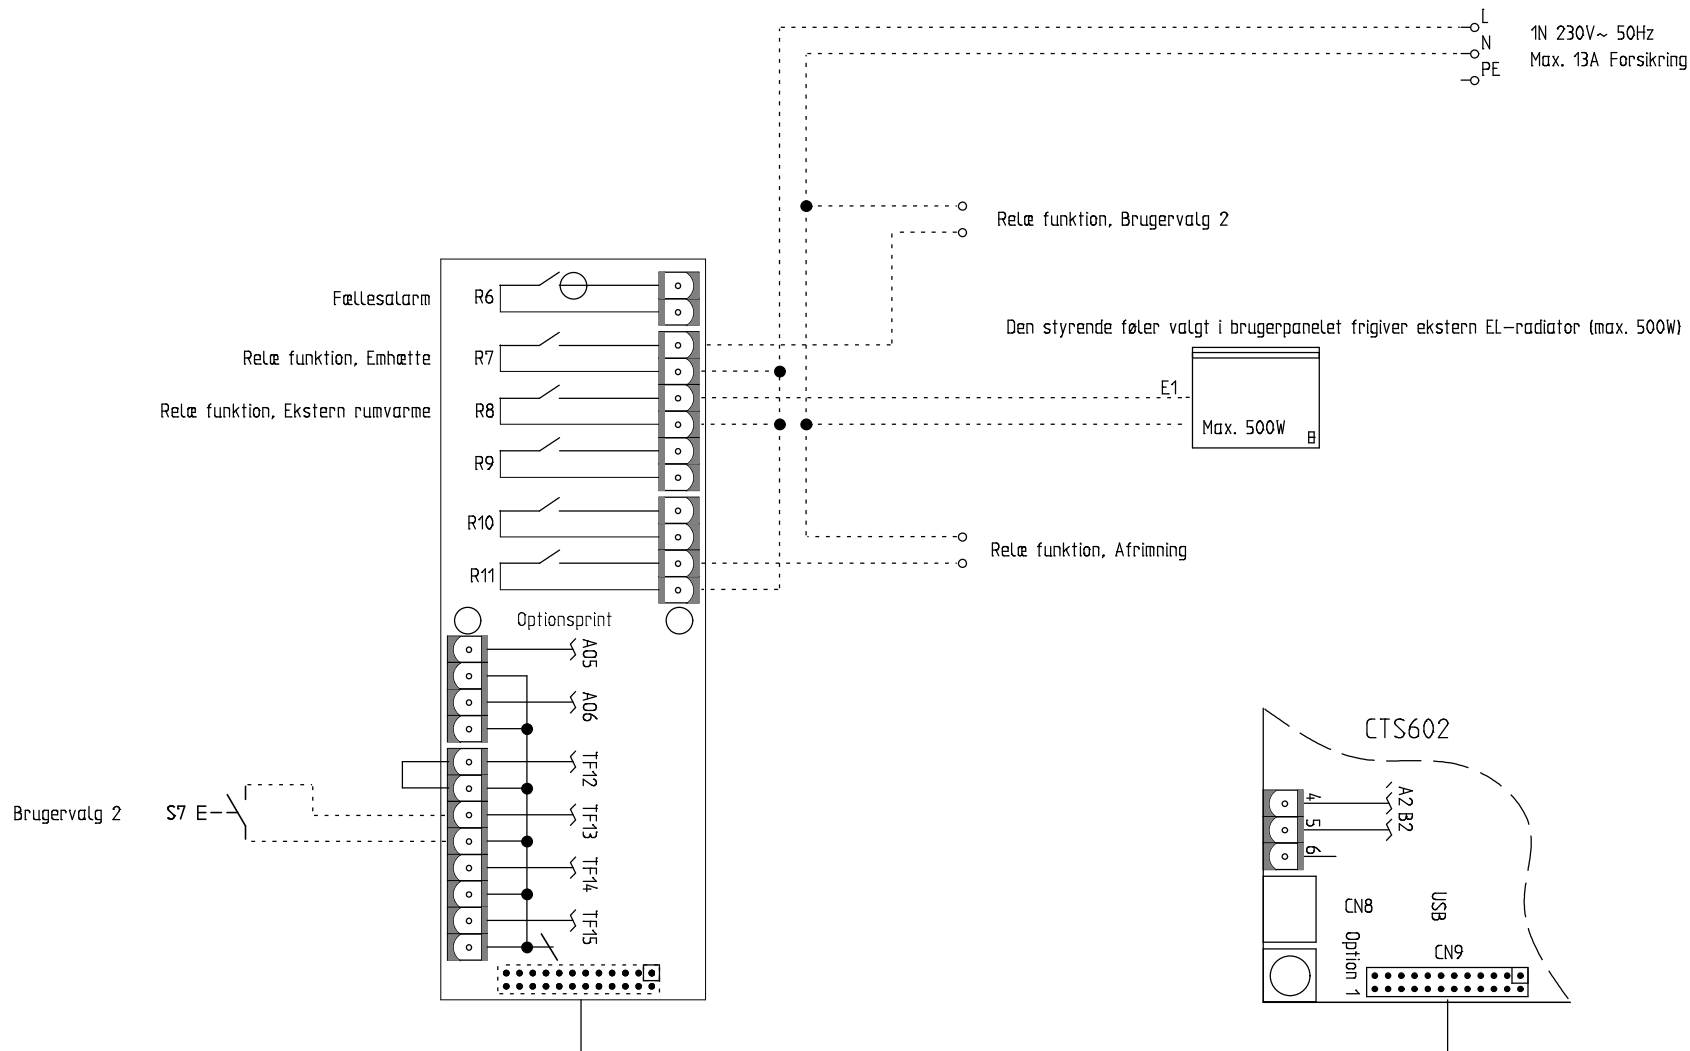 L
1N 230V~ 50Hz
N
Max. 13A Forsikring
PE
Relæ funktion, Brugervalg 2
Fællesalarm
R6
Den styrende føler valgt i brugerpanelet frigiver ekstern EL-radiator (max. 500W)
Relæ funktion, Emhætte
R7
E1
Relæ funktion, Ekstern rumvarme
R8
Max. 500W
R9
R10
Relæ funktion, Afrimning
R11
Optionsprint
A05
A06
TF12
TF13
TF14
TF15
Brugervalg 2
S7 E
CTS602
4
A2
5
B2
6
CN8
USB
Option 1
CN9